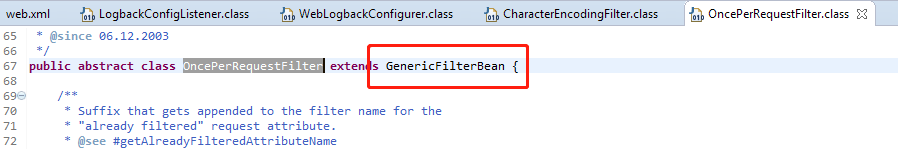 web.xml LogbackConfigListener.class WebLogbackConfigurer.class CharacterEncodingFilter.class OncePerRequestFilter.class
65 * @since 06.12.2003
66 */
67 public abstract class OncePerRequestFilter extends GenericFilterBean {
68
69 /**
70 * Suffix that gets appended to the filter name for the
71 * "already filtered" request attribute.
72 * @see #getAlreadyFilteredAttributeName